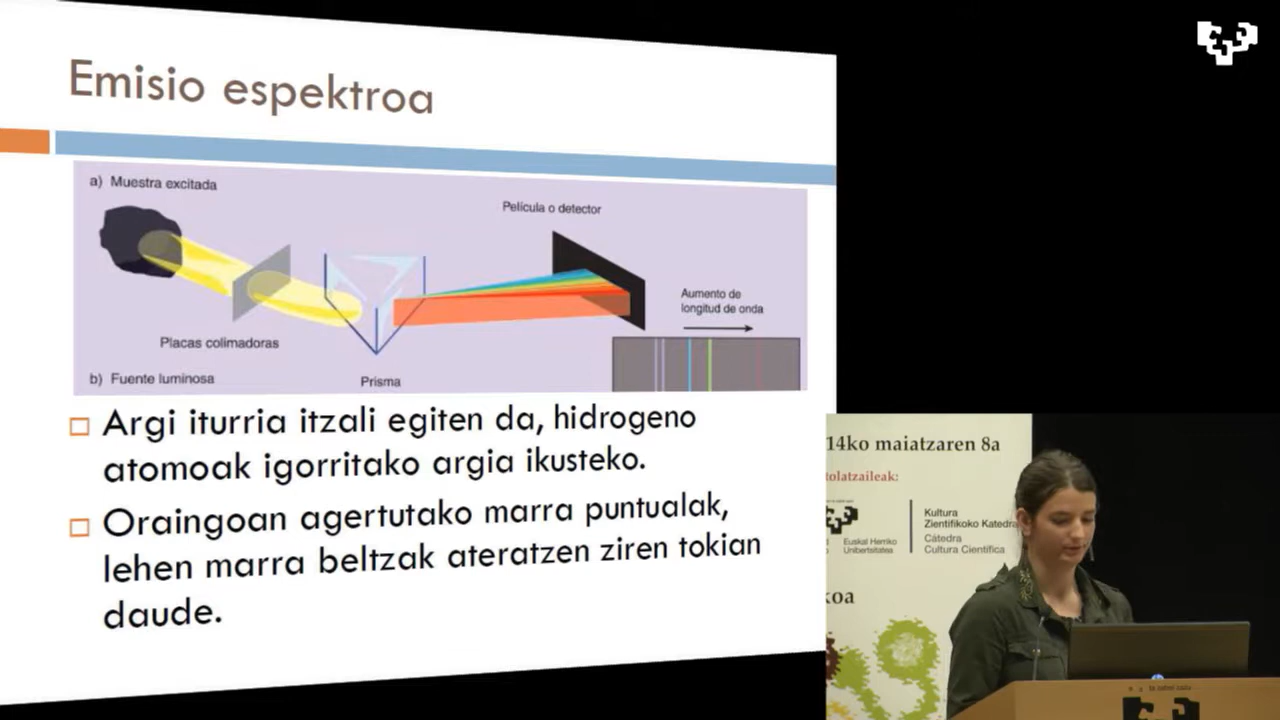 Emisio espektroa
a) Muestra excitada
Película o detector
Aumento de
longitud de onda
Placas colimadoras
b) Fuente luminosa
Prisma
Argi iturria itzali egiten da, hidrogeno
atomoak igorritako argia ikusteko.
Oraingoan agertutako marra puntualak,
lehen marra beltzak ateratzen ziren tokian
daude.
14ko maiatzaren 8a
tolatzaileak:
Euskal Herriko
Unibertsitatea
Kultura
Zientifikoko Katedra
Cátedra
Cultura Científica
koa